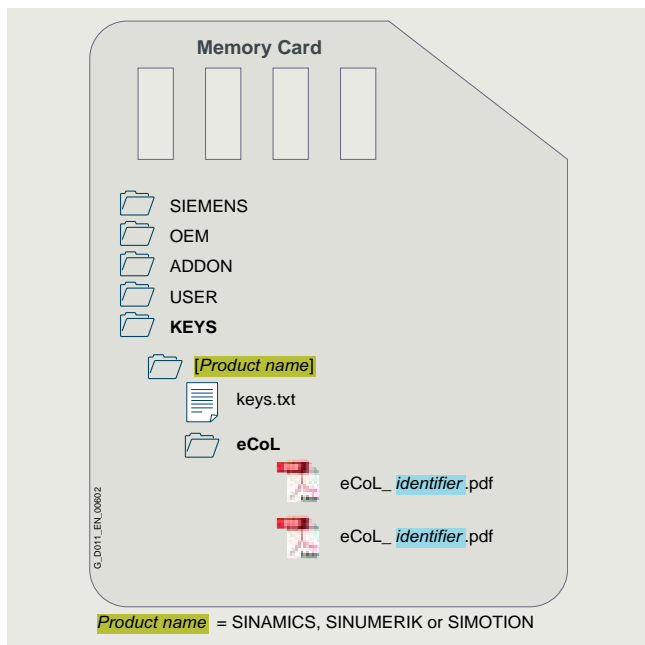 Memory Card
SIEMENS
OEM
ADDON
USER
KEYS
[Product name]
keys.txt
eCoL
eCoL_ identifier .pdf
eCoL_ identifier .pdf
G_D011_EN_00602
Product name = SINAMICS, SINUMERIK or SIMOTION